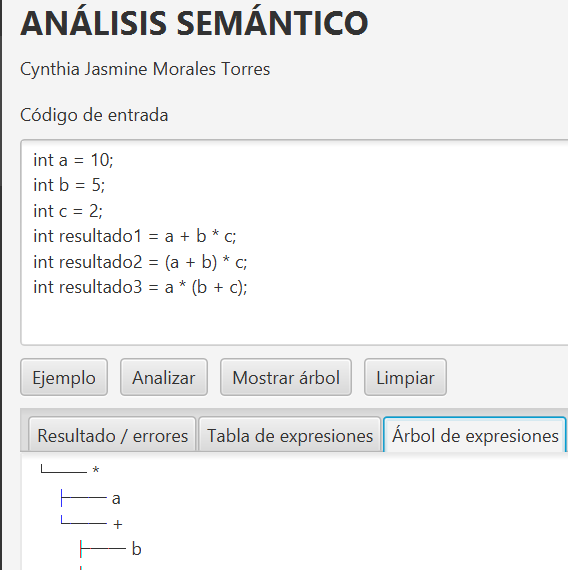 ANÁLISIS SEMÁNTICO
Cynthia Jasmine Morales Torres
Código de entrada
int a = 10;
int b = 5;
int c = 2;
int resultado1 = a + b * c;
int resultado2 = (a + b) * c;
int resultado3 = a * (b + c);
Ejemplo Analizar Mostrar árbol Limpiar
Resultado / errores Tabla de expresiones Árbol de expresiones
└── *
├── a
└── +
├── b